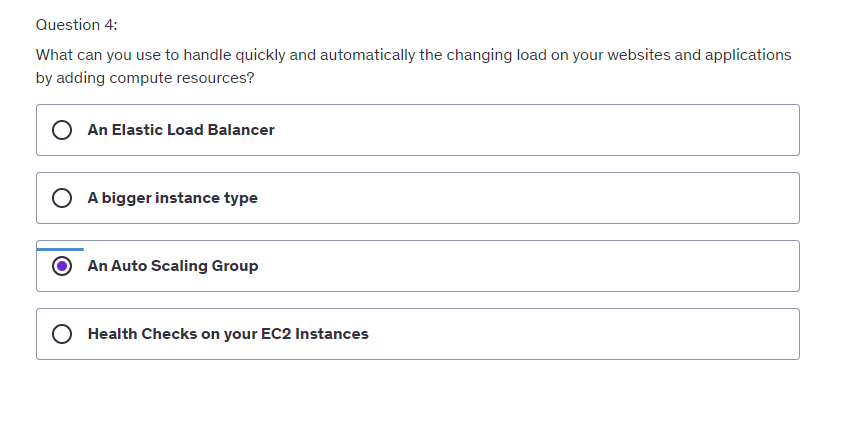 Question 4:
What can you use to handle quickly and automatically the changing load on your websites and applications
by adding compute resources?
An Elastic Load Balancer
A bigger instance type
An Auto Scaling Group
Health Checks on your EC2 Instances